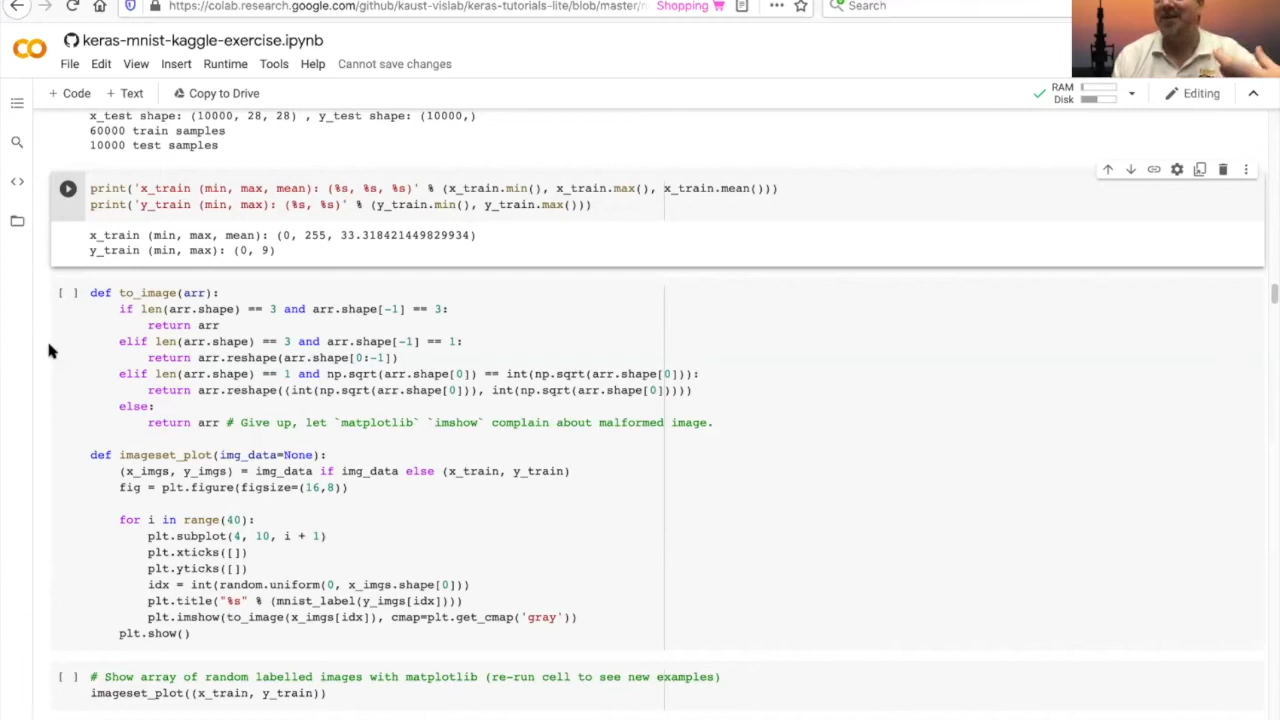 https://colab.research.google.com/github/kaust-vislab/keras-tutorials-lite/blob/master/n
Shopping
Search
keras-mnist-kaggle-exercise.ipynb
File Edit View Insert Runtime Tools Help Cannot save changes
+ Code + Text Copy to Drive
RAM
Disk
Editing
x_test shape: (10000, 28, 28) , y_test shape: (10000,)
60000 train samples
10000 test samples
print('x_train (min, max, mean): (%s, %s, %s)' % (x_train.min(), x_train.max(), x_train.mean()))
print('y_train (min, max): (%s, %s)' % (y_train.min(), y_train.max()))
x_train (min, max, mean): (0, 255, 33.318421449829934)
y_train (min, max): (0, 9)
[ ] def to_image(arr):
if len(arr.shape) == 3 and arr.shape[-1] == 3:
return arr
elif len(arr.shape) == 3 and arr.shape[-1] == 1:
return arr.reshape(arr.shape[0:-1])
elif len(arr.shape) == 1 and np.sqrt(arr.shape[0]) == int(np.sqrt(arr.shape[0])):
return arr.reshape((int(np.sqrt(arr.shape[0])), int(np.sqrt(arr.shape[0]))))
else:
return arr # Give up, let `matplotlib` `imshow` complain about malformed image.
def imageset_plot(img_data=None):
(x_imgs, y_imgs) = img_data if img_data else (x_train, y_train)
fig = plt.figure(figsize=(16,8))
for i in range(40):
plt.subplot(4, 10, i + 1)
plt.xticks([])
plt.yticks([])
idx = int(random.uniform(0, x_imgs.shape[0]))
plt.title("%s" % (mnist_label(y_imgs[idx])))
plt.imshow(to_image(x_imgs[idx]), cmap=plt.get_cmap('gray'))
plt.show()
[ ] # Show array of random labelled images with matplotlib (re-run cell to see new examples)
imageset_plot((x_train, y_train))